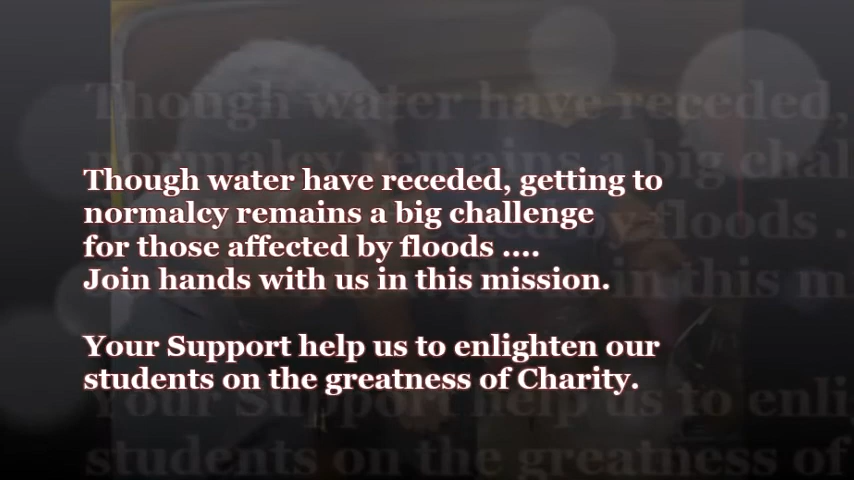 Though water have receded, getting to
normalcy remains a big challenge
for those affected by floods ....
Join hands with us in this mission.
Your Support help us to enlighten our
students on the greatness of Charity.